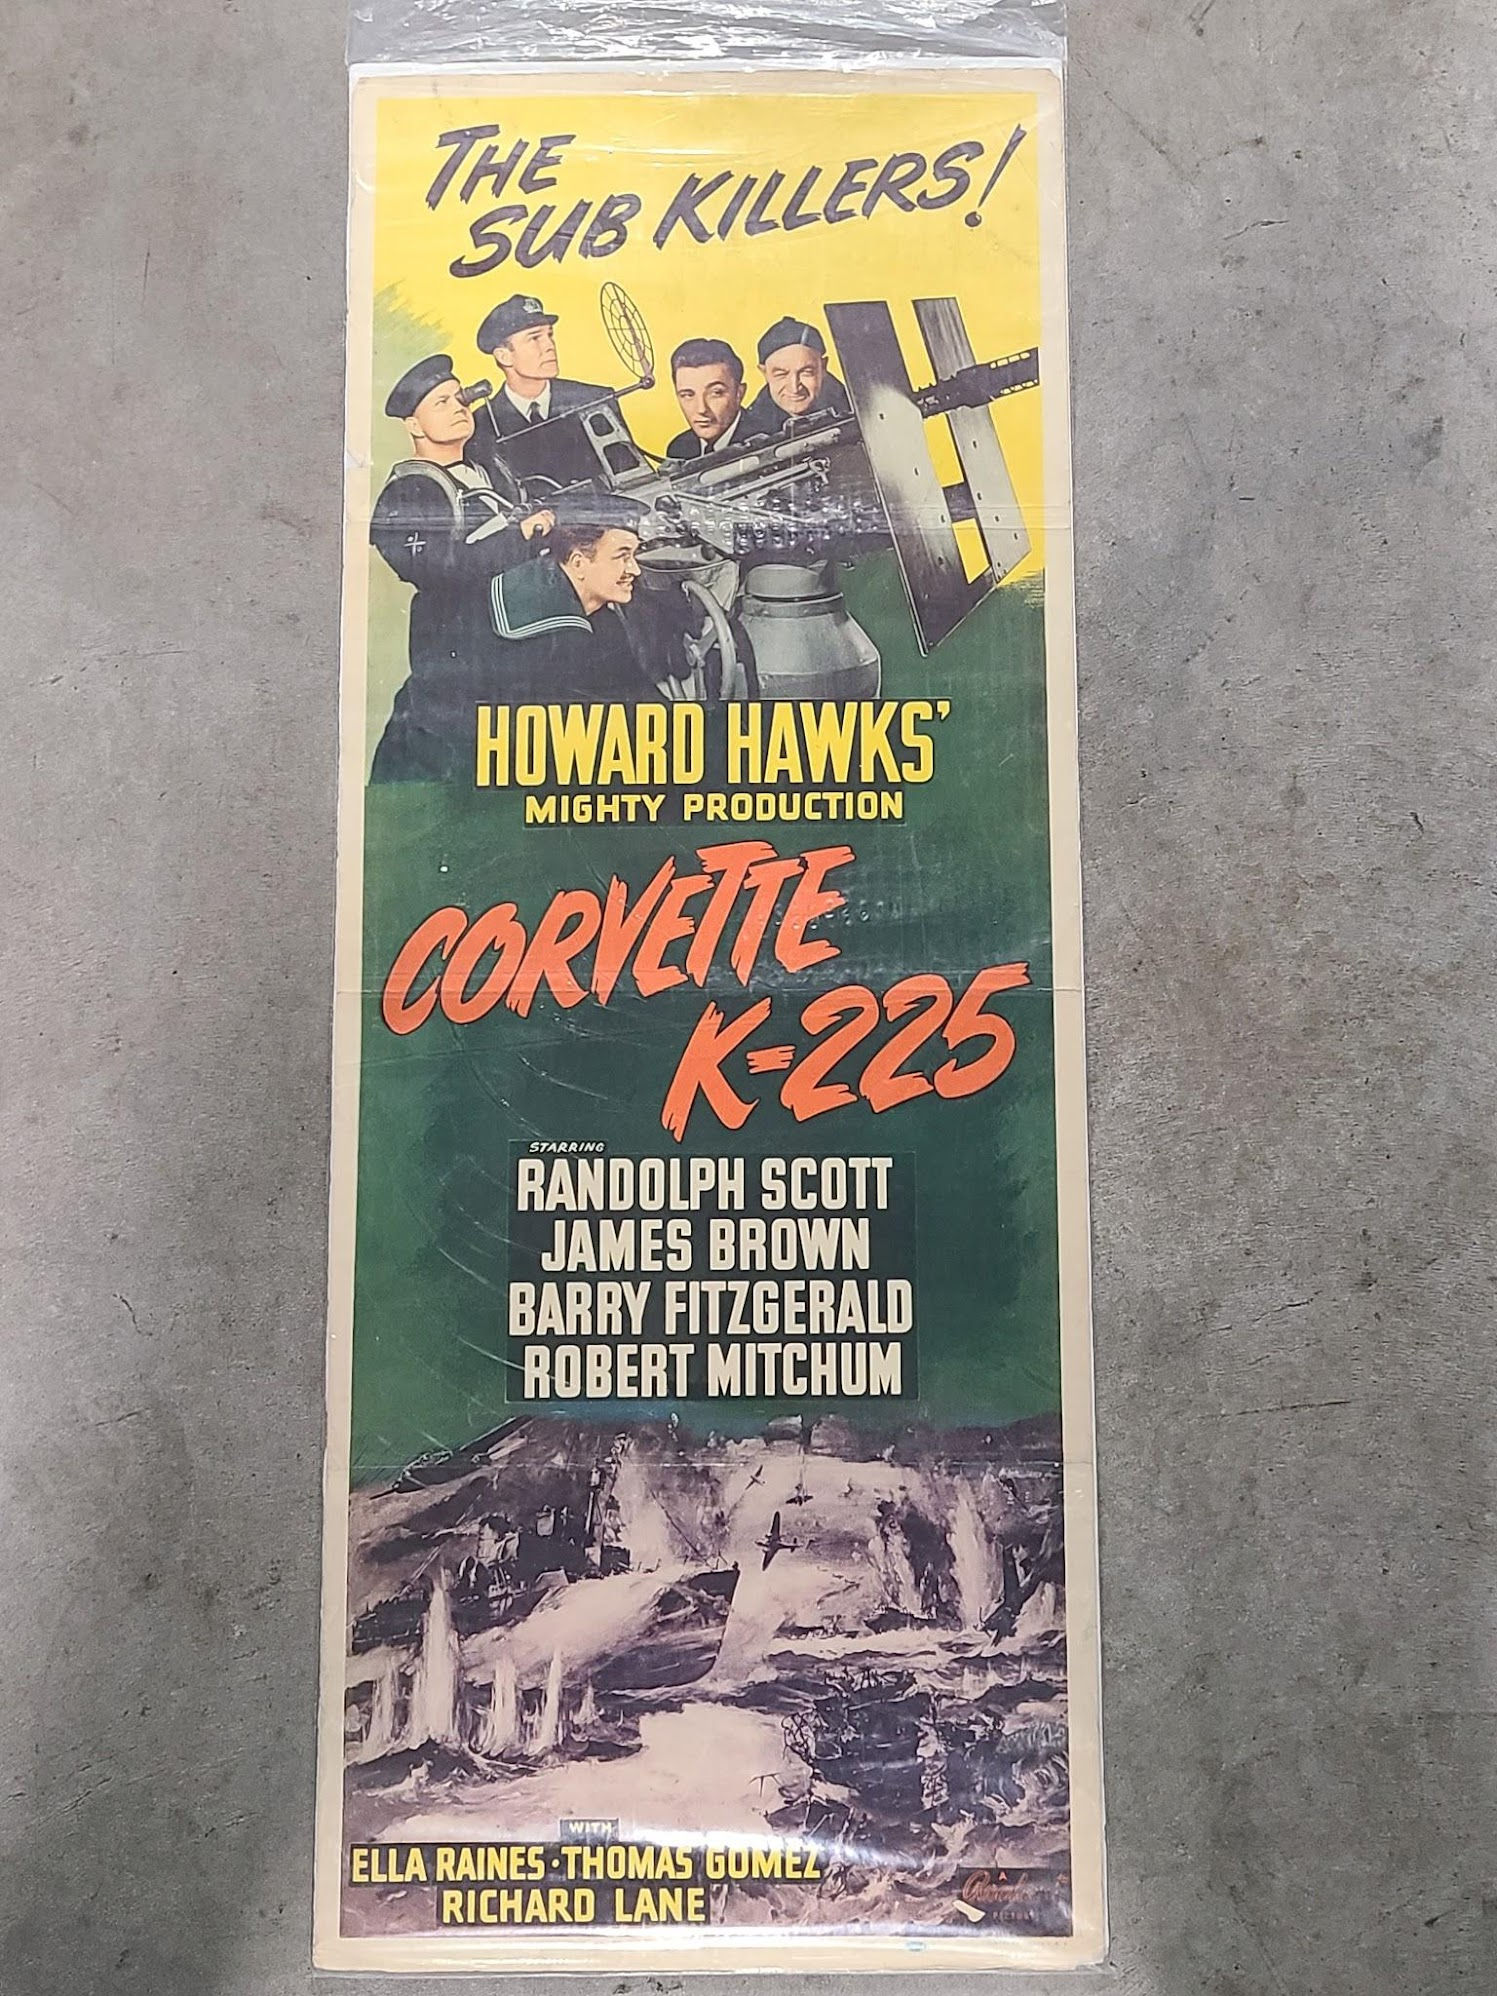 THE
SUB KILLERS!
HOWARD HAWKS'
MIGHTY PRODUCTION
CORVETTE
K-225
STARRING
RANDOLPH SCOTT
JAMES BROWN
BARRY FITZGERALD
ROBERT MITCHUM
WITH
ELLA RAINES · THOMAS GOMEZ
RICHARD LANE
A